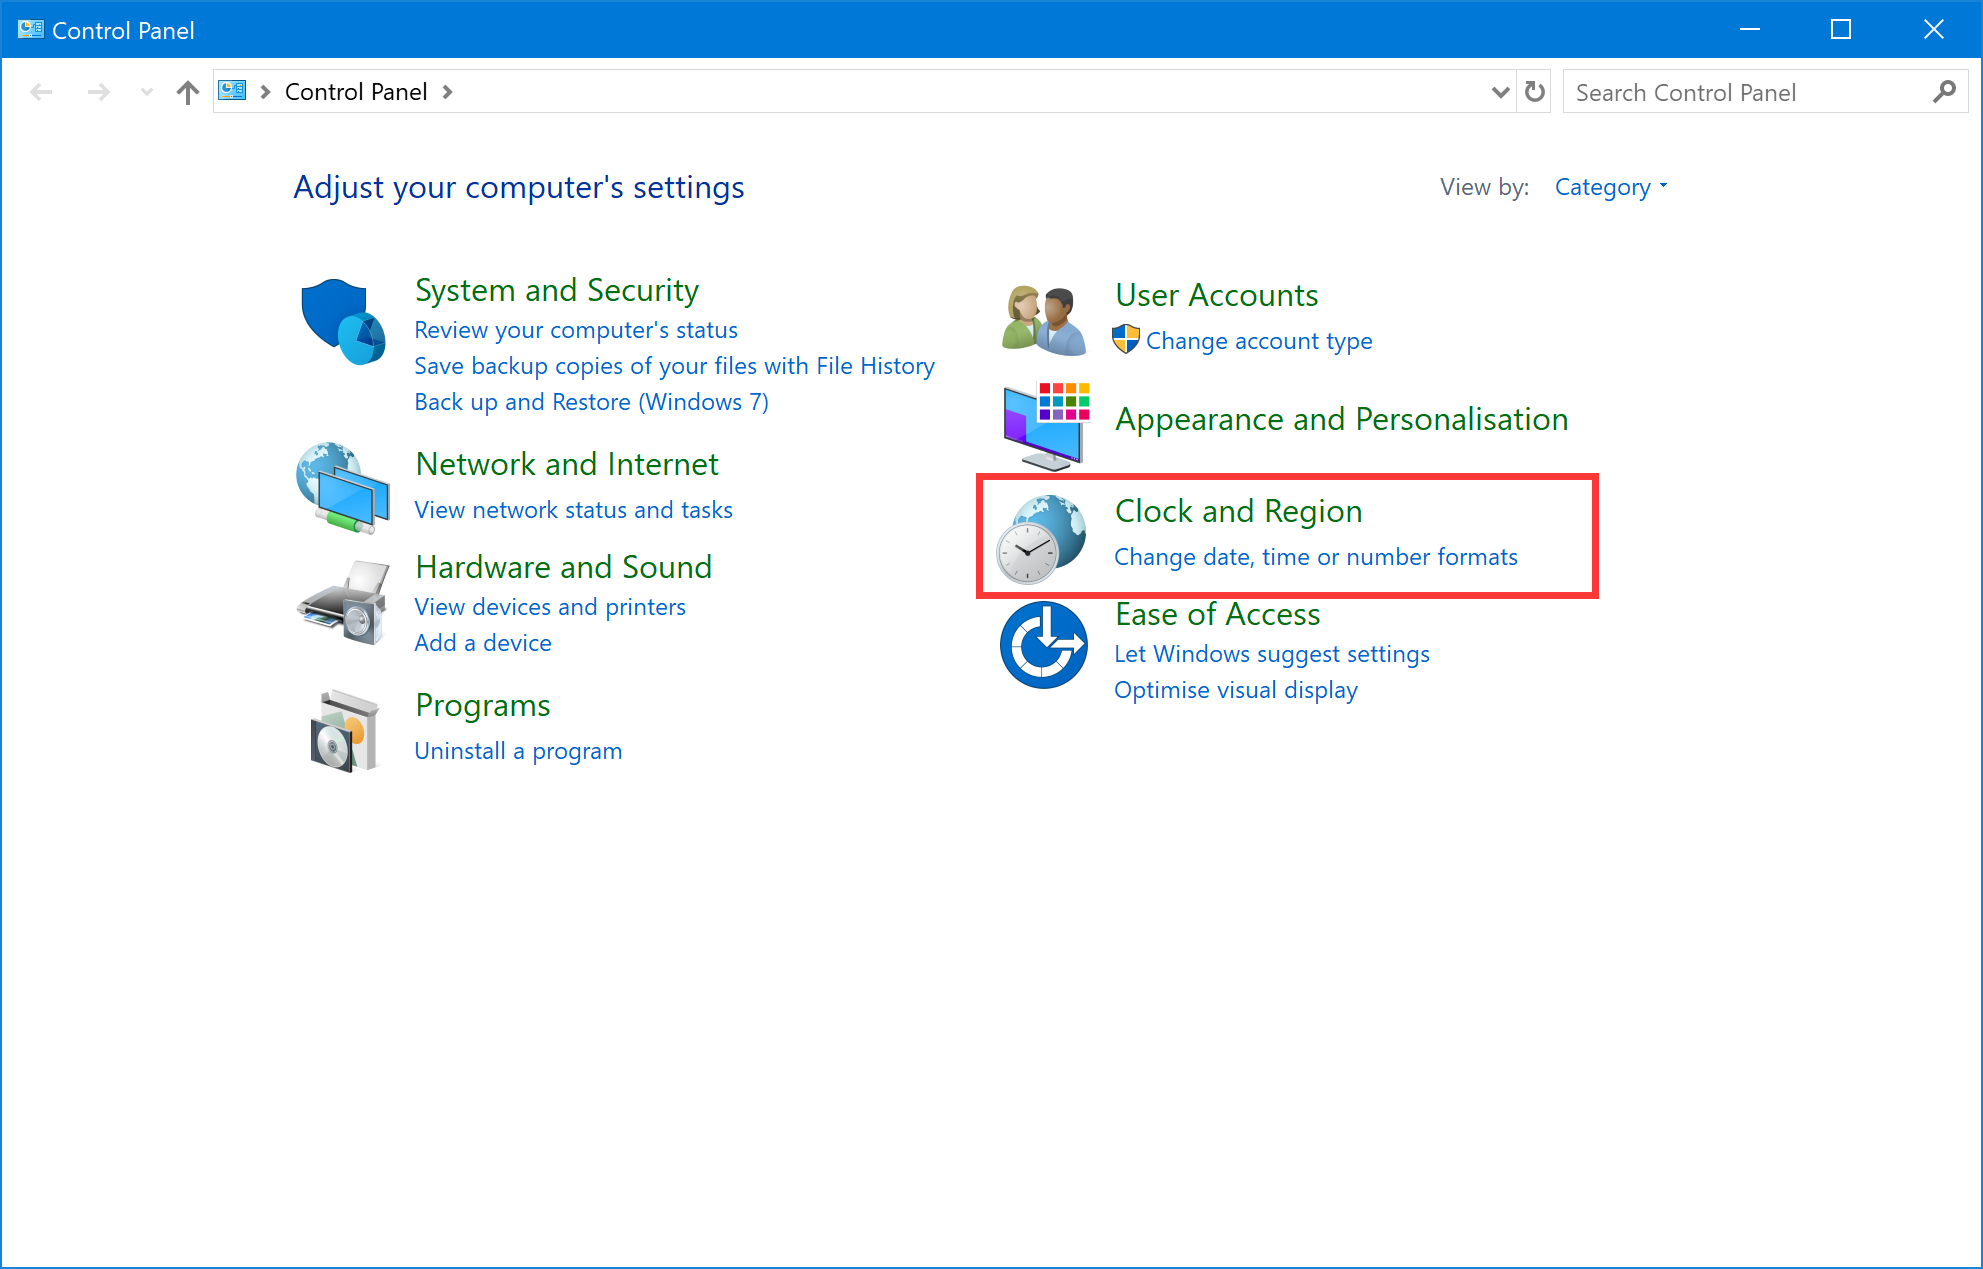 Control Panel
Control Panel
Search Control Panel
Adjust your computer's settings
View by: Category
System and Security
Review your computer's status
Save backup copies of your files with File History
Back up and Restore (Windows 7)
Network and Internet
View network status and tasks
Hardware and Sound
View devices and printers
Add a device
Programs
Uninstall a program
User Accounts
Change account type
Appearance and Personalisation
Clock and Region
Change date, time or number formats
Ease of Access
Let Windows suggest settings
Optimise visual display